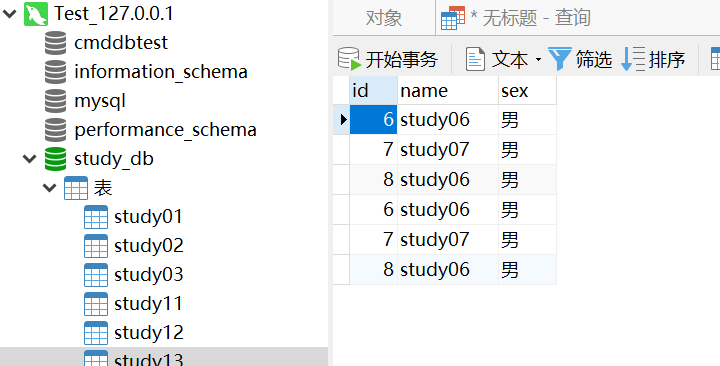 Test_127.0.0.1
cmddbtest
information_schema
mysql
performance_schema
study_db
表
study01
study02
study03
study11
study12
study13
对象
* 无标题 - 查询
开始事务 文本 筛选 排序
id name sex
6 study06 男
7 study07 男
8 study06 男
6 study06 男
7 study07 男
8 study06 男